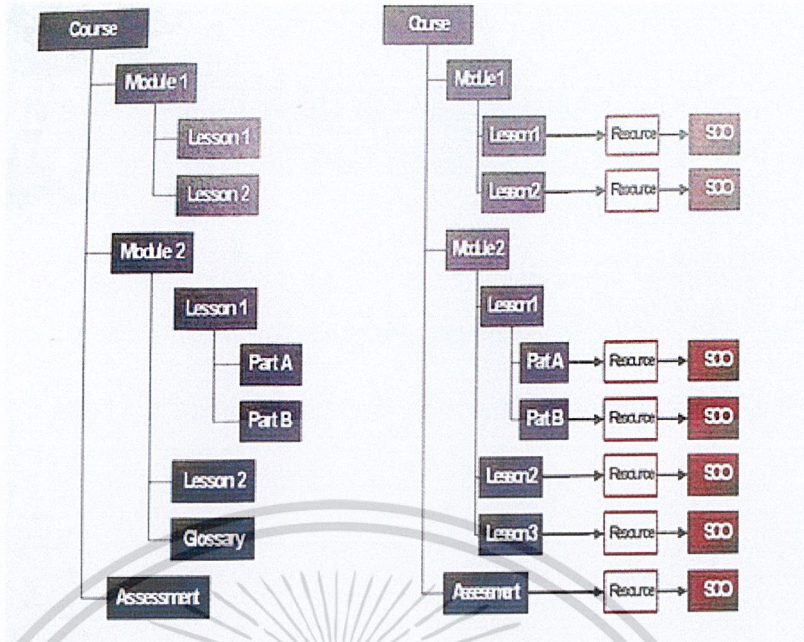 Course
Module 1
Lesson 1
Lesson 2
Module 2
Lesson 1
Part A
Part B
Lesson 2
Glossary
Assessment
Course
Module1
Lesson1 Resource SCO
Lesson2 Resource SCO
Module2
Lesson1
Part A Resource SCO
Part B Resource SCO
Lesson2 Resource SCO
Lesson3 Resource SCO
Assessment Resource SCO